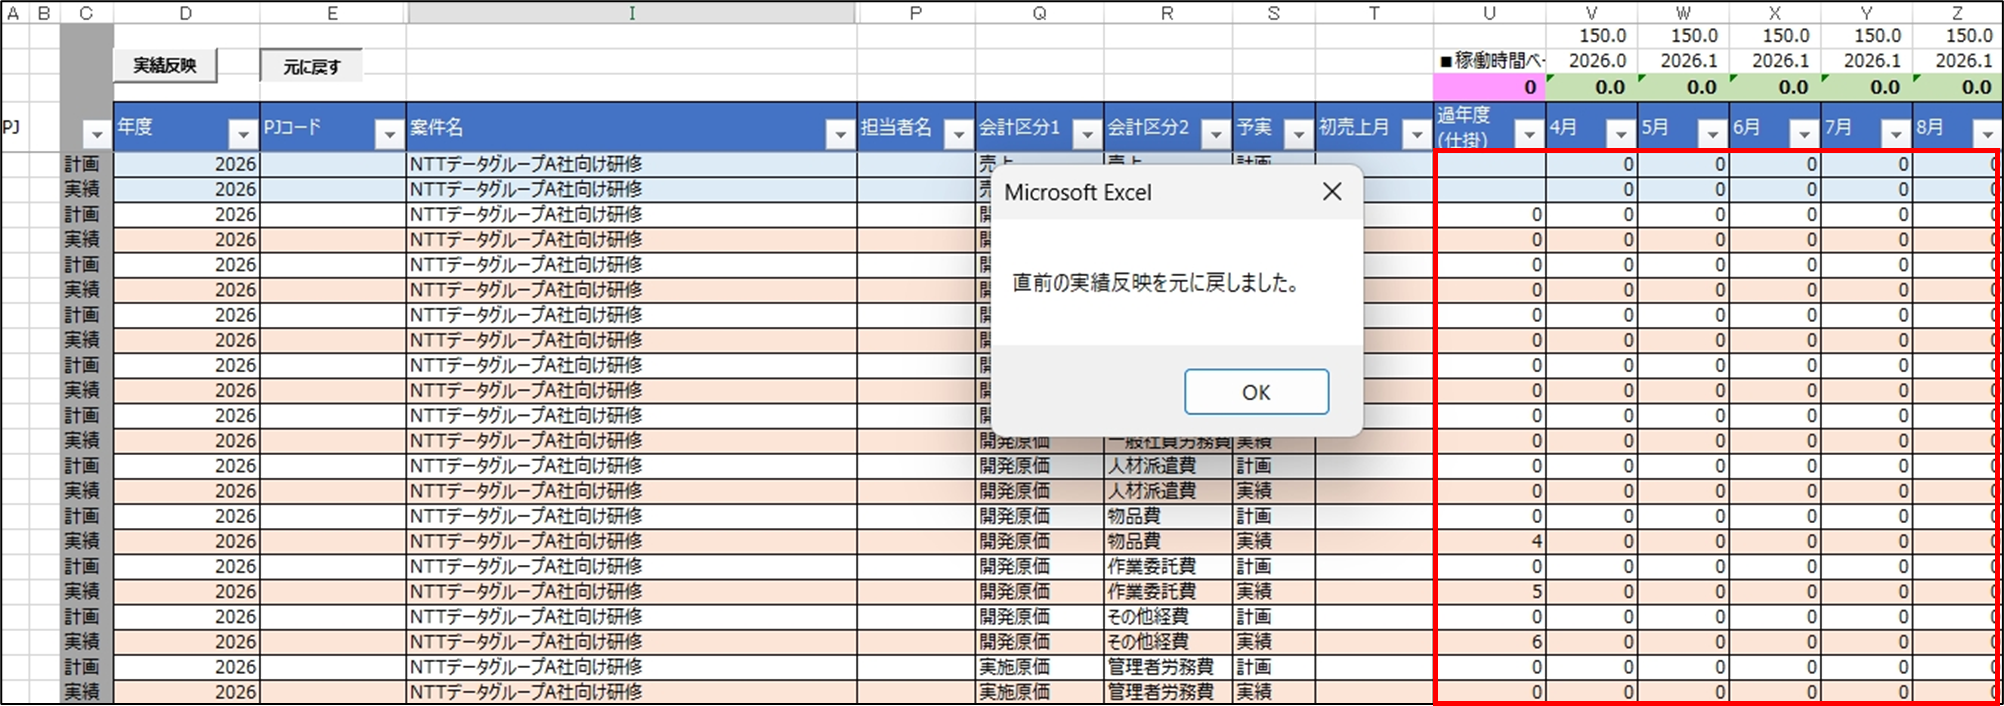 A B C D E I P Q R S T U V W X Y Z
150.0 150.0 150.0 150.0 150.0
実績反映 元に戻す ■稼働時間ベ 2026.0 2026.1 2026.1 2026.1 2026.1
0 0.0 0.0 0.0 0.0 0.0
PJ 年度 PJコード 案件名 担当者名 会計区分1 会計区分2 予実 初売上月 過年度(仕掛) 4月 5月 6月 7月 8月
計画 2026 NTTデータグループA社向け研修 売上 売上 計画 0 0 0 0 0
実績 2026 NTTデータグループA社向け研修 0 0 0 0 0
計画 2026 NTTデータグループA社向け研修 0 0 0 0 0 0
実績 2026 NTTデータグループA社向け研修 0 0 0 0 0 0
計画 2026 NTTデータグループA社向け研修 0 0 0 0 0 0
実績 2026 NTTデータグループA社向け研修 0 0 0 0 0 0
計画 2026 NTTデータグループA社向け研修 0 0 0 0 0 0
実績 2026 NTTデータグループA社向け研修 0 0 0 0 0 0
計画 2026 NTTデータグループA社向け研修 0 0 0 0 0 0
実績 2026 NTTデータグループA社向け研修 0 0 0 0 0 0
計画 2026 NTTデータグループA社向け研修 0 0 0 0 0 0
実績 2026 NTTデータグループA社向け研修 開発原価 一般社員労務費 実績 0 0 0 0 0 0
計画 2026 NTTデータグループA社向け研修 開発原価 人材派遣費 計画 0 0 0 0 0 0
実績 2026 NTTデータグループA社向け研修 開発原価 人材派遣費 実績 0 0 0 0 0 0
計画 2026 NTTデータグループA社向け研修 開発原価 物品費 計画 0 0 0 0 0 0
実績 2026 NTTデータグループA社向け研修 開発原価 物品費 実績 4 0 0 0 0 0
計画 2026 NTTデータグループA社向け研修 開発原価 作業委託費 計画 0 0 0 0 0 0
実績 2026 NTTデータグループA社向け研修 開発原価 作業委託費 実績 5 0 0 0 0 0
計画 2026 NTTデータグループA社向け研修 開発原価 その他経費 計画 0 0 0 0 0 0
実績 2026 NTTデータグループA社向け研修 開発原価 その他経費 実績 6 0 0 0 0 0
計画 2026 NTTデータグループA社向け研修 実施原価 管理者労務費 計画 0 0 0 0 0 0
実績 2026 NTTデータグループA社向け研修 実施原価 管理者労務費 実績 0 0 0 0 0 0
Microsoft Excel
直前の実績反映を元に戻しました。
OK